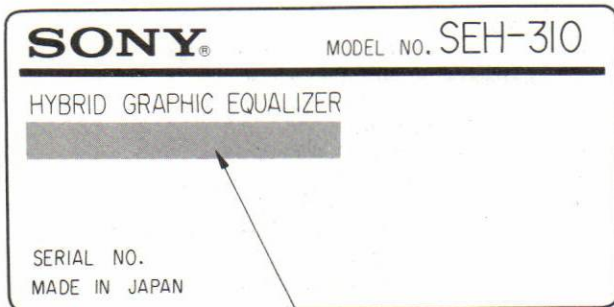 SONY® MODEL NO. SEH-310
HYBRID GRAPHIC EQUALIZER
SERIAL NO.
MADE IN JAPAN